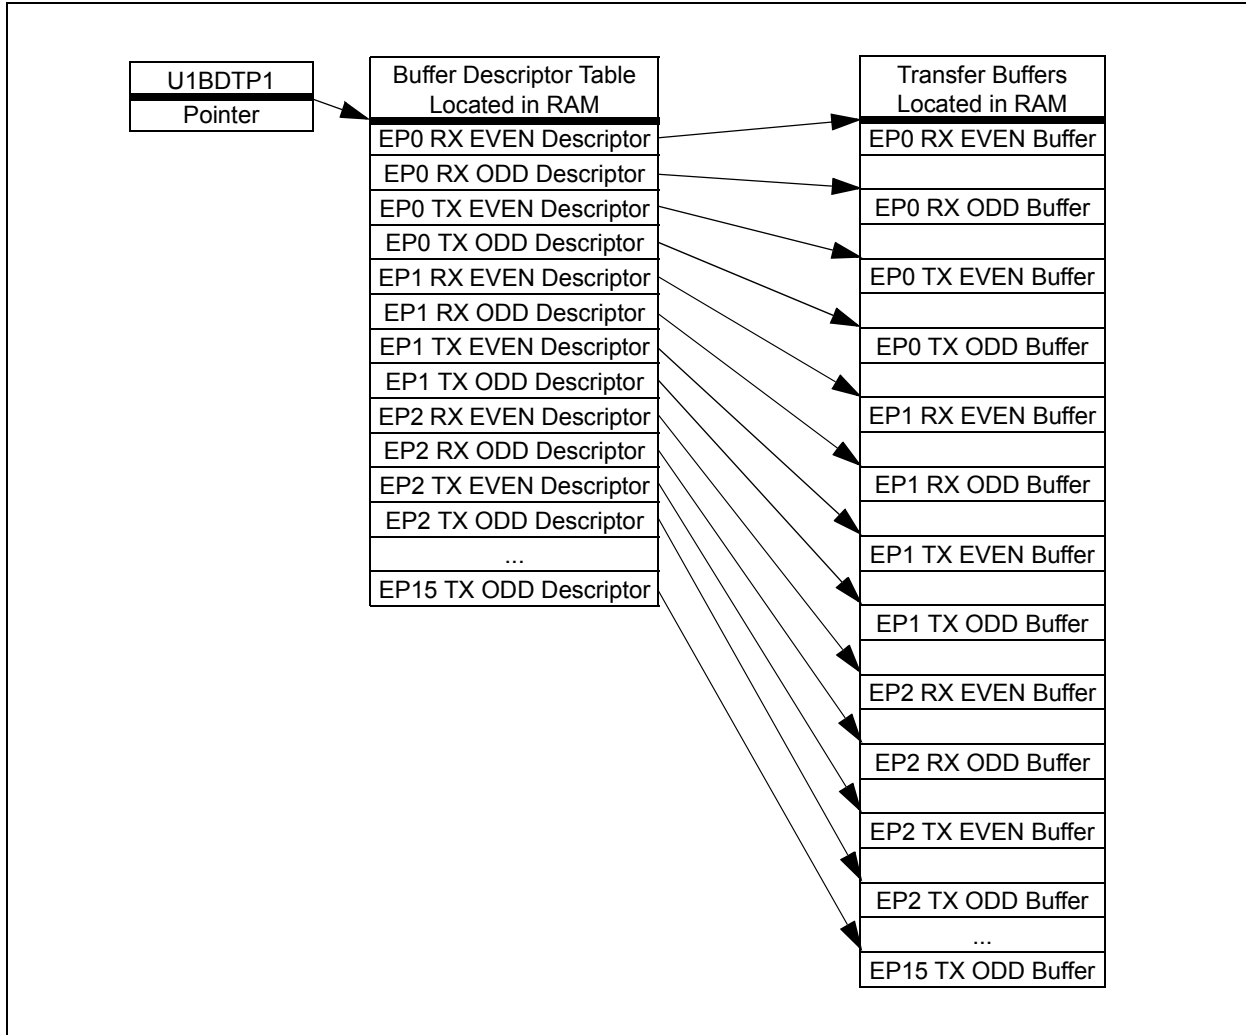 U1BDTP1
Pointer
Buffer Descriptor Table
Located in RAM
EP0 RX EVEN Descriptor
EP0 RX ODD Descriptor
EP0 TX EVEN Descriptor
EP0 TX ODD Descriptor
EP1 RX EVEN Descriptor
EP1 RX ODD Descriptor
EP1 TX EVEN Descriptor
EP1 TX ODD Descriptor
EP2 RX EVEN Descriptor
EP2 RX ODD Descriptor
EP2 TX EVEN Descriptor
EP2 TX ODD Descriptor
...
EP15 TX ODD Descriptor
Transfer Buffers
Located in RAM
EP0 RX EVEN Buffer
EP0 RX ODD Buffer
EP0 TX EVEN Buffer
EP0 TX ODD Buffer
EP1 RX EVEN Buffer
EP1 RX ODD Buffer
EP1 TX EVEN Buffer
EP1 TX ODD Buffer
EP2 RX EVEN Buffer
EP2 RX ODD Buffer
EP2 TX EVEN Buffer
EP2 TX ODD Buffer
...
EP15 TX ODD Buffer